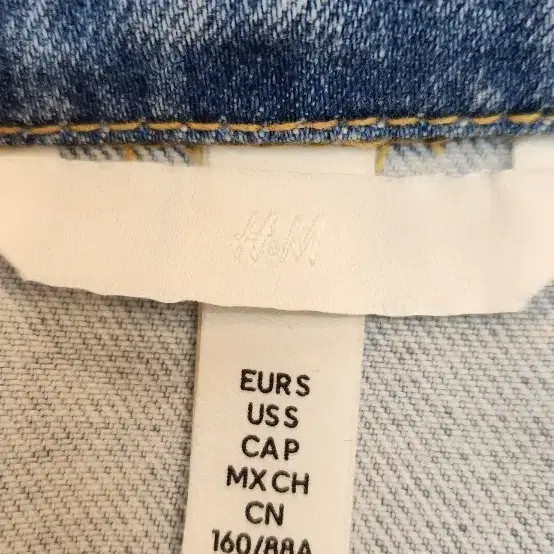 H&M
EUR S
US S
CA P
MX CH
CN
160/88A